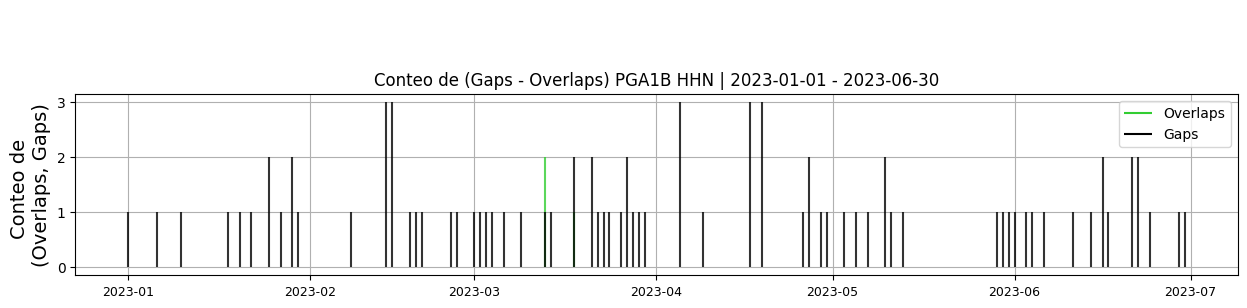 Conteo de (Gaps - Overlaps) PGA1B HHN | 2023-01-01 - 2023-06-30
Conteo de
(Overlaps, Gaps)
3
2
1
0
Overlaps
Gaps
2023-01
2023-02
2023-03
2023-04
2023-05
2023-06
2023-07